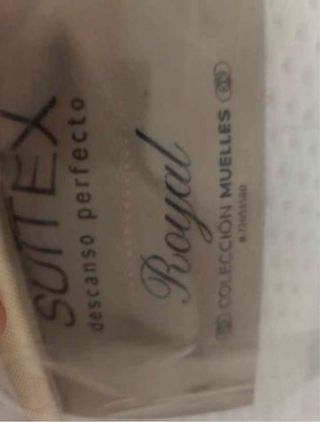 SUITEX
descanso perfecto
Royal
COLECCIÓN MUELLES